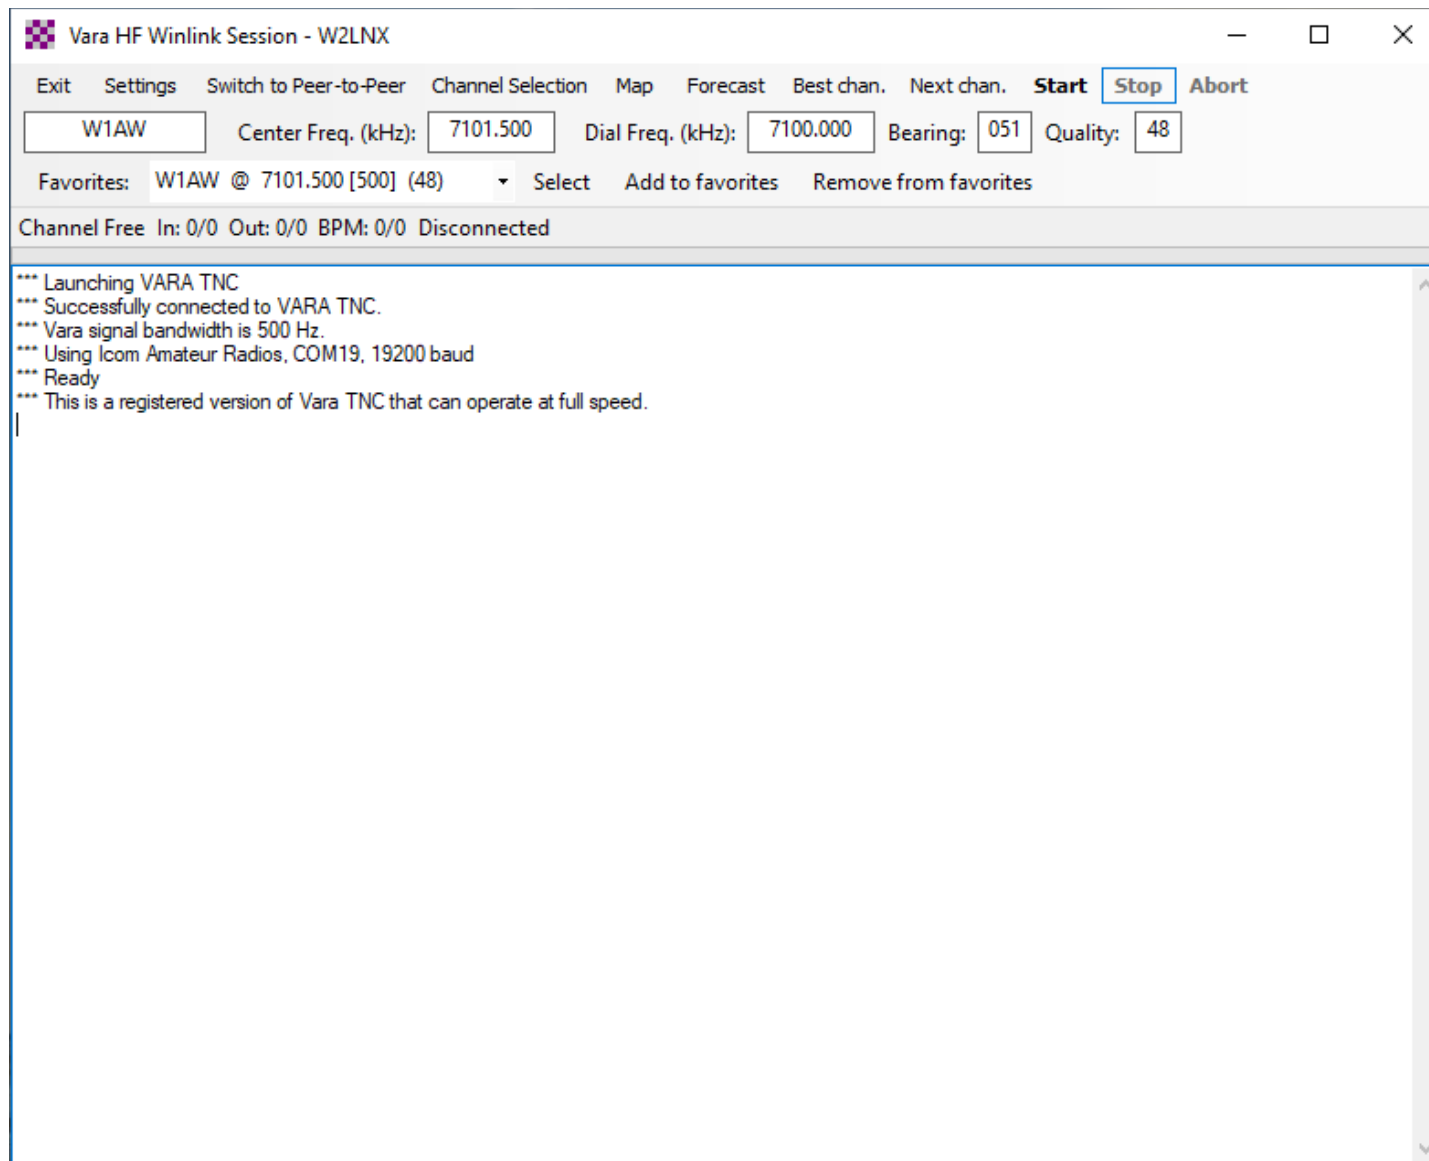 Vara HF Winlink Session - W2LNX
Exit Settings Switch to Peer-to-Peer Channel Selection Map Forecast Best chan. Next chan. Start Stop Abort
W1AW Center Freq. (kHz): 7101.500 Dial Freq. (kHz): 7100.000 Bearing: 051 Quality: 48
Favorites: W1AW @ 7101.500 [500] (48) Select Add to favorites Remove from favorites
Channel Free In: 0/0 Out: 0/0 BPM: 0/0 Disconnected
*** Launching VARA TNC
*** Successfully connected to VARA TNC.
*** Vara signal bandwidth is 500 Hz.
*** Using Icom Amateur Radios, COM19, 19200 baud
*** Ready
*** This is a registered version of Vara TNC that can operate at full speed.